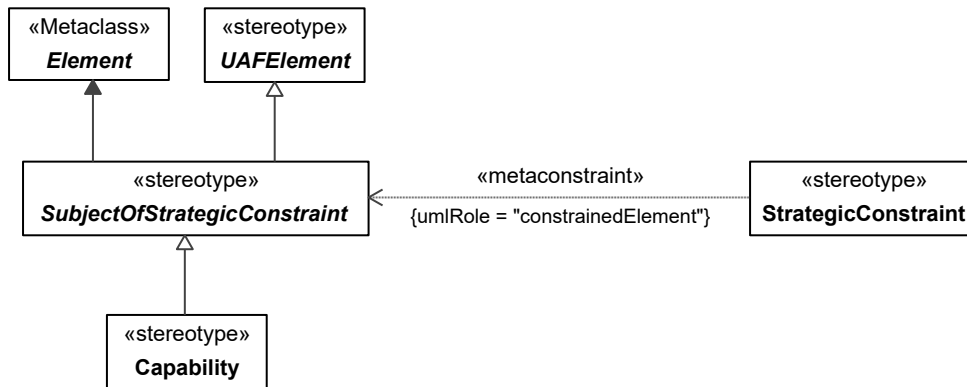 «Metaclass»
Element
«stereotype»
UAFElement
«stereotype»
SubjectOfStrategicConstraint
«metaconstraint»
{umlRole = "constrainedElement"}
«stereotype»
StrategicConstraint
«stereotype»
Capability